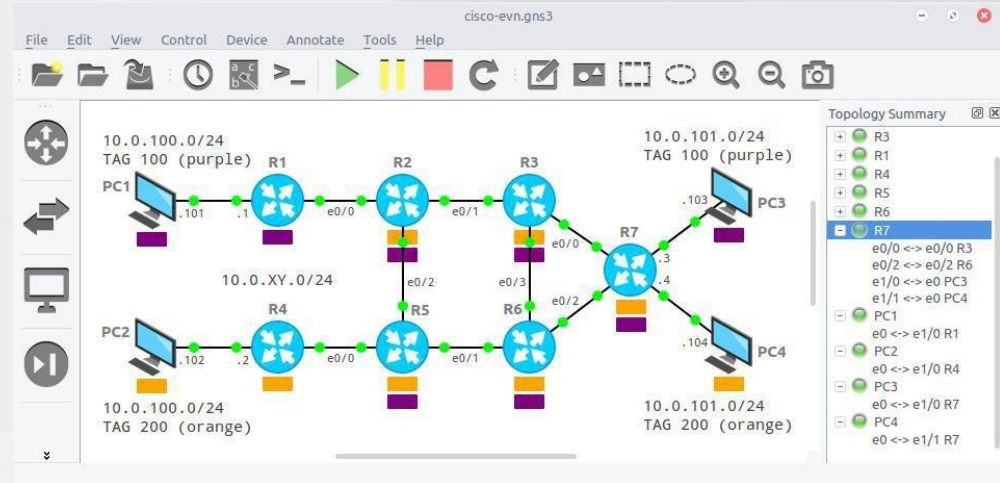 cisco-evn.gns3
File Edit View Control Device Annotate Tools Help
Topology Summary
10.0.100.0/24
TAG 100 (purple)
PC1
.101
.1
R1
e0/0
R2
e0/1
R3
10.0.101.0/24
TAG 100 (purple)
.103
PC3
e0/0
R7
.3
.4
10.0.XY.0/24
e0/2
e0/3
e0/2
PC2
.102
.2
R4
e0/0
R5
e0/1
R6
.104
PC4
10.0.100.0/24
TAG 200 (orange)
10.0.101.0/24
TAG 200 (orange)
R3
R1
R4
R5
R6
R7
e0/0 <-> e0/0 R3
e0/2 <-> e0/2 R6
e1/0 <-> e0 PC3
e1/1 <-> e0 PC4
PC1
e0 <-> e1/0 R1
PC2
e0 <-> e1/0 R4
PC3
e0 <-> e1/0 R7
PC4
e0 <-> e1/1 R7